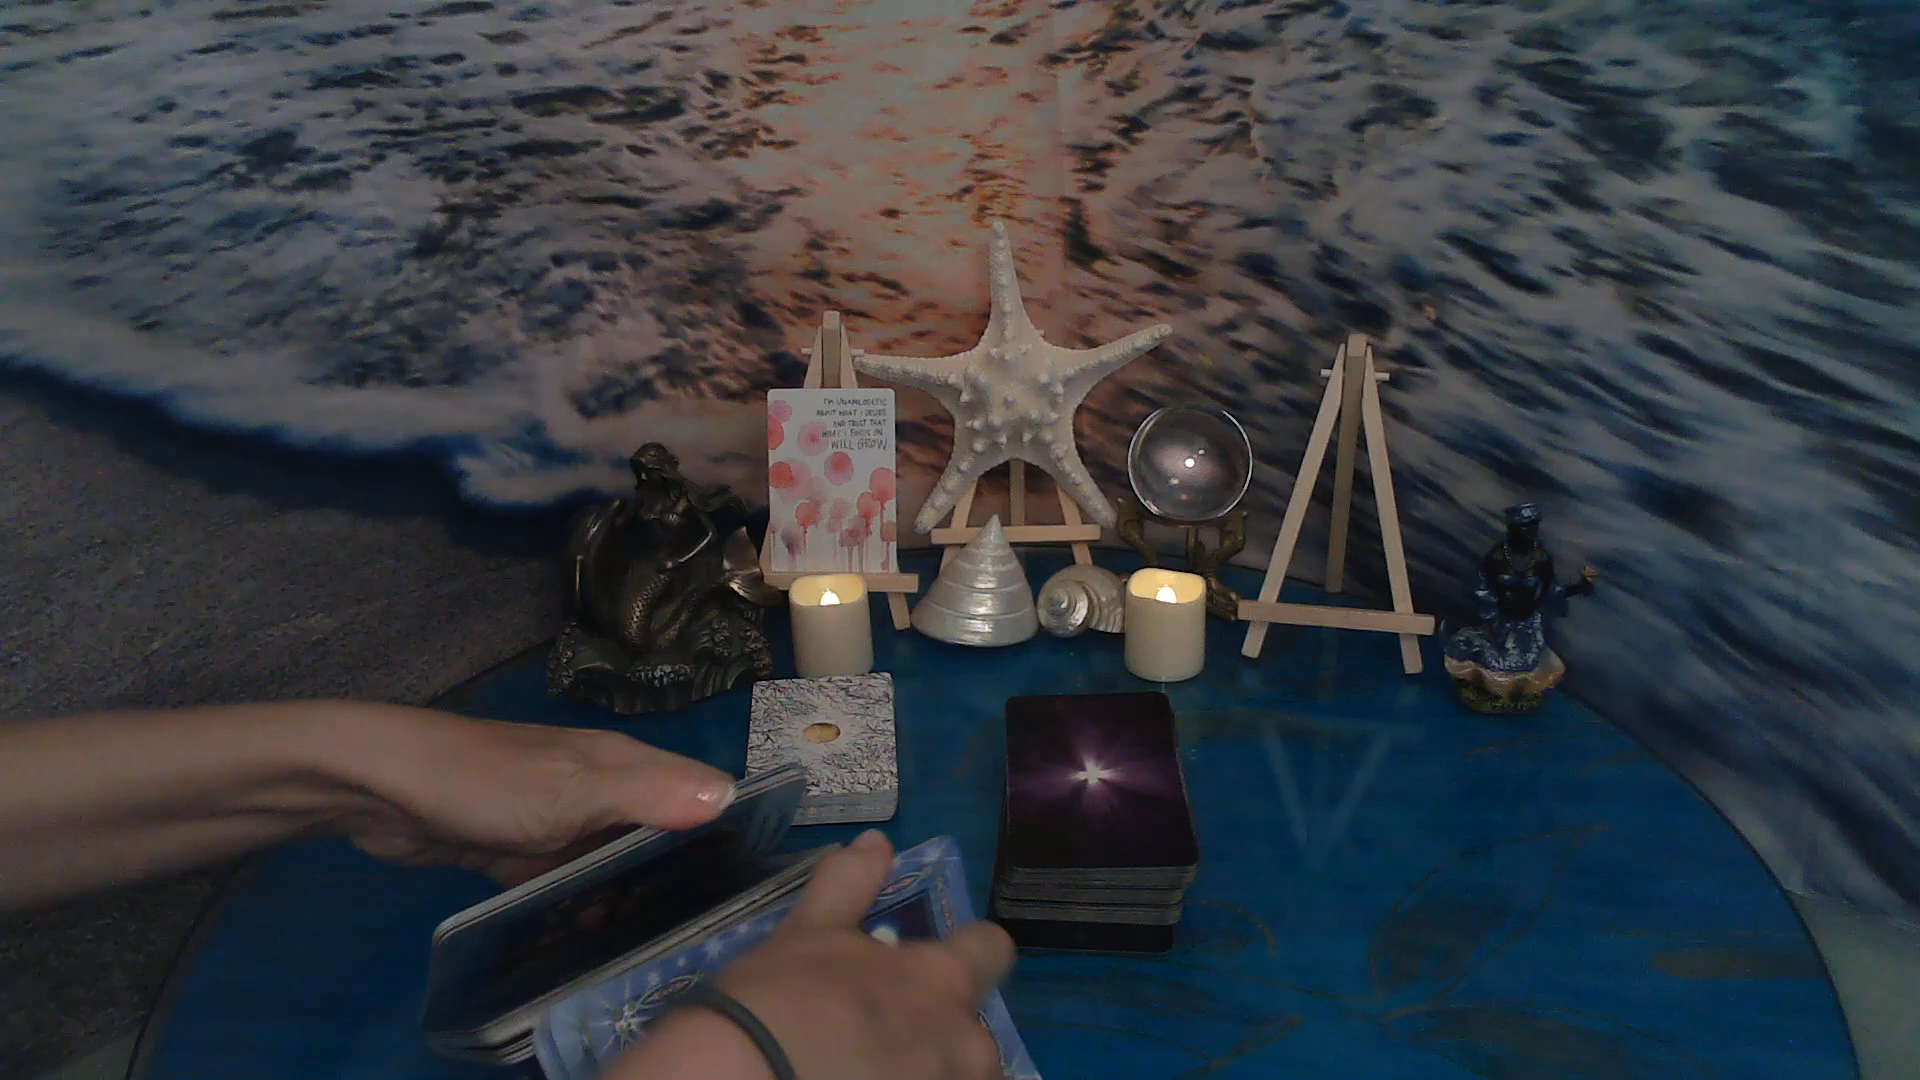 I'M UNAPOLOGETIC
ABOUT WHAT I DESIRE
AND TRUST THAT
WHAT I FOCUS ON
WILL GROW